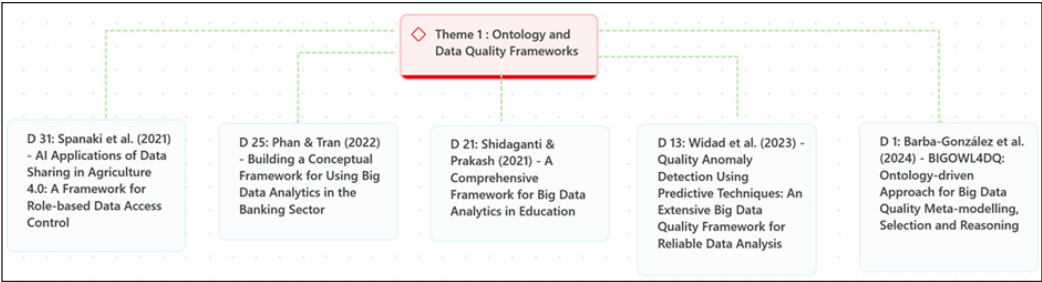 Theme 1 : Ontology and
Data Quality Frameworks
D 31: Spanaki et al. (2021)
- AI Applications of Data
Sharing in Agriculture
4.0: A Framework for
Role-based Data Access
Control
D 25: Phan & Tran (2022)
- Building a Conceptual
Framework for Using Big
Data Analytics in the
Banking Sector
D 21: Shidaganti &
Prakash (2021) - A
Comprehensive
Framework for Big Data
Analytics in Education
D 13: Widad et al. (2023) -
Quality Anomaly
Detection Using
Predictive Techniques: An
Extensive Big Data
Quality Framework for
Reliable Data Analysis
D 1: Barba-González et al.
(2024) - BIGOWL4DQ:
Ontology-driven
Approach for Big Data
Quality Meta-modelling,
Selection and Reasoning